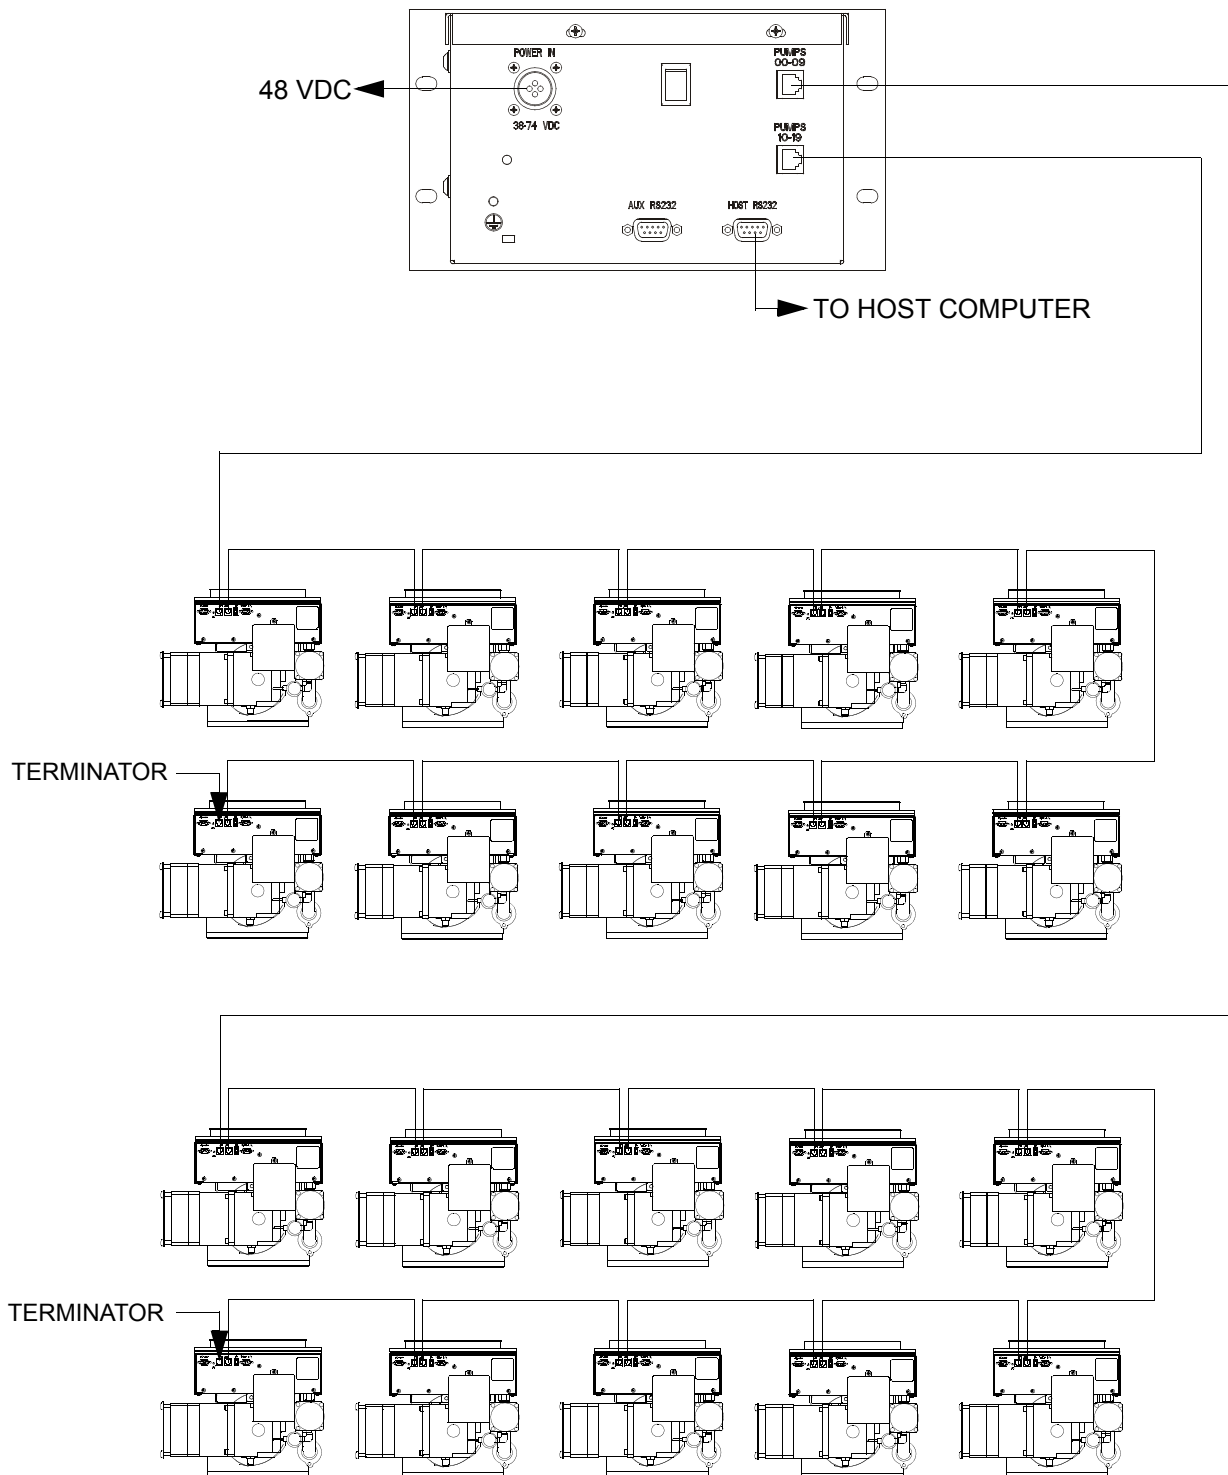 POWER IN
PUMPS
00-09
48 VDC
38-74 VDC
PUMPS
10-19
AUX RS232
HOST RS232
TO HOST COMPUTER
TERMINATOR
TERMINATOR